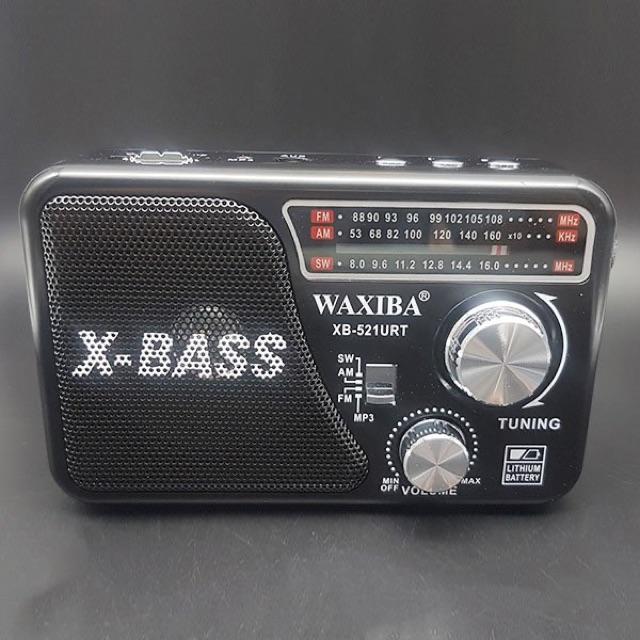 FM • 88 90 93 96 99 102 105 108 • • • • • • MHz
AM • 53 68 82 100 120 140 160 x10 • • • • KHz
SW • 8.0 9.6 11.2 12.8 14.4 16.0 • • • • • • MHz
WAXIBA®
XB-521URT
X-BASS
SW
AM
FM
MP3
TUNING
LITHIUM
BATTERY
MIN
OFF
VOLUME
MAX